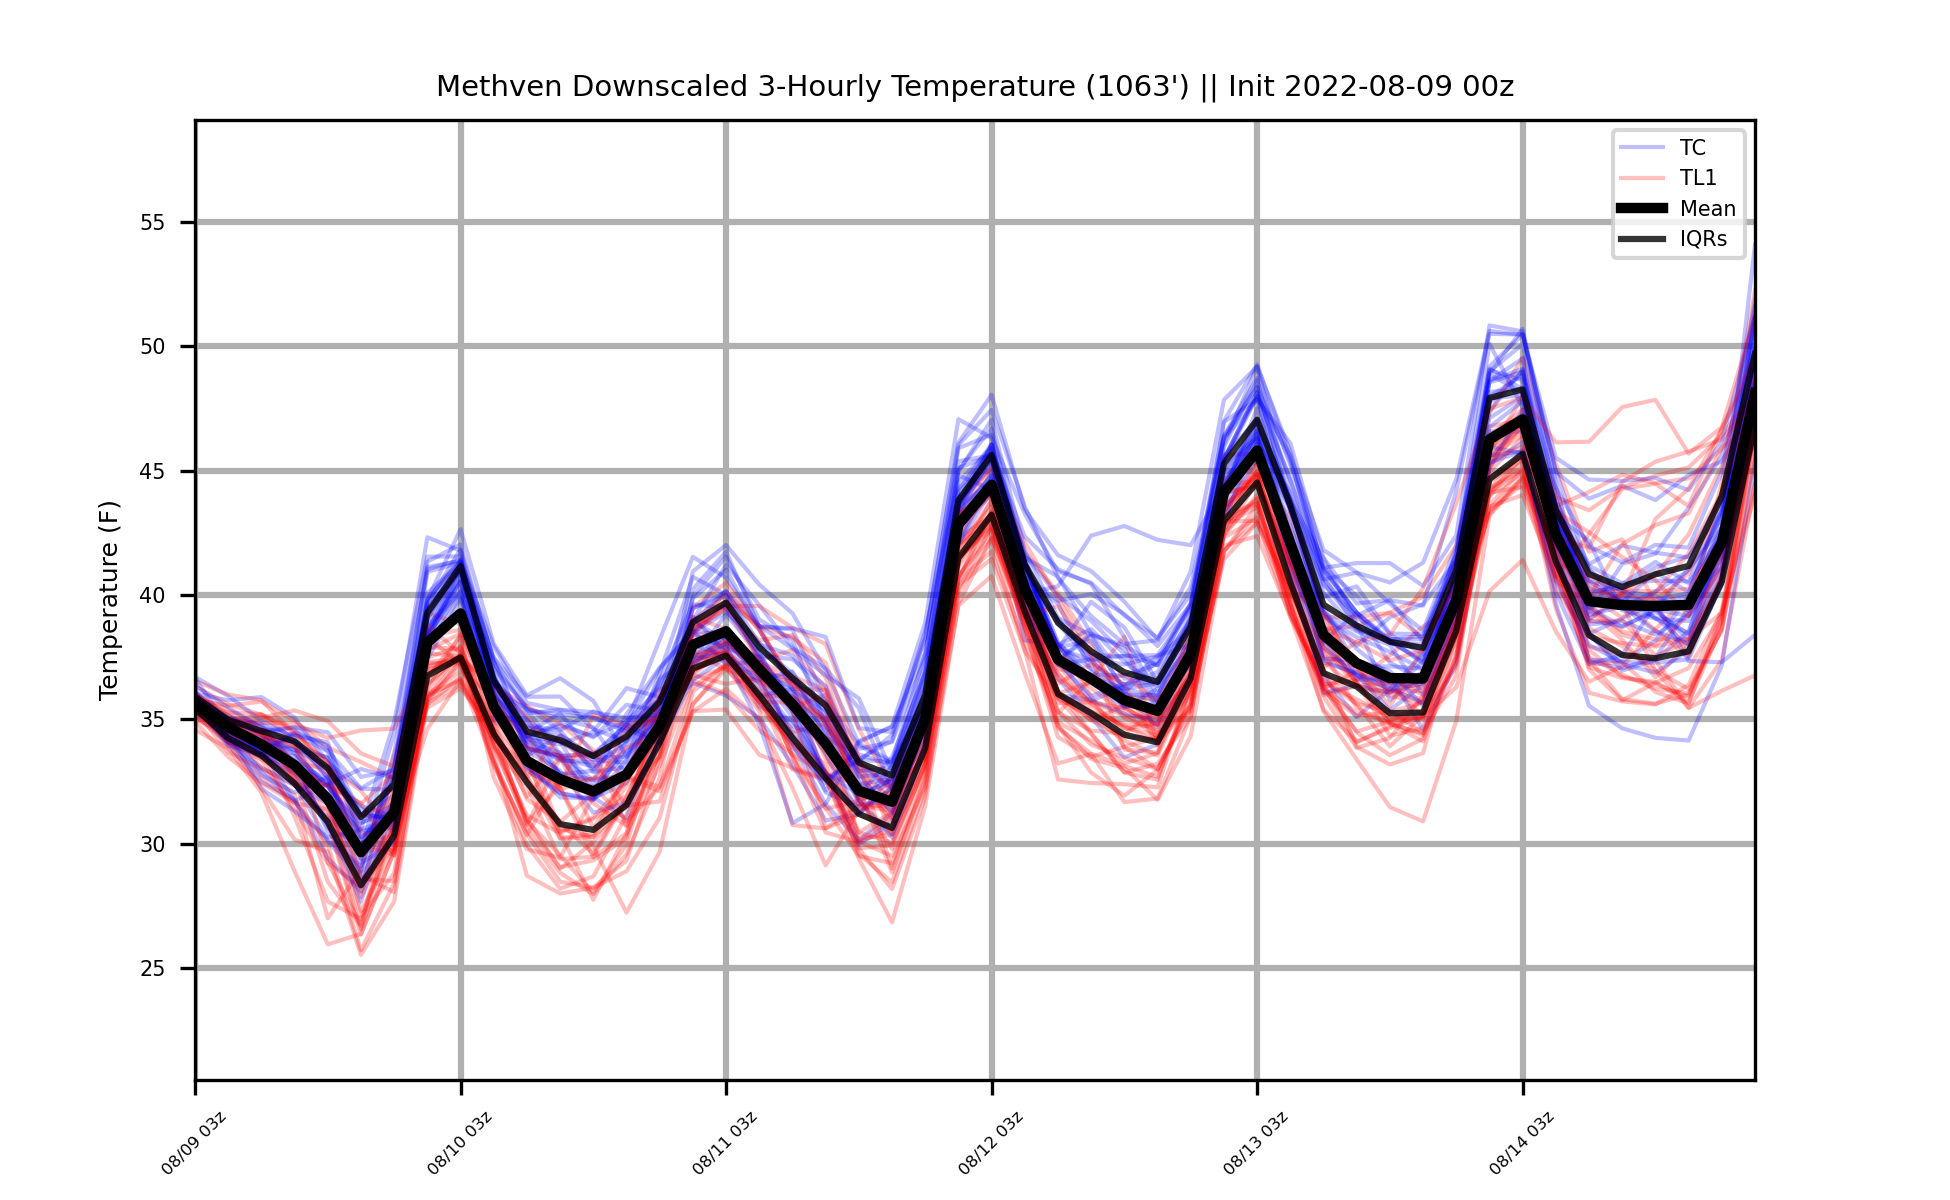 Methven Downscaled 3-Hourly Temperature (1063') || Init 2022-08-09 00z
TC
TL1
Mean
IQRs
Temperature (F)
55
50
45
40
35
30
25
08/09 03z
08/10 03z
08/11 03z
08/12 03z
08/13 03z
08/14 03z